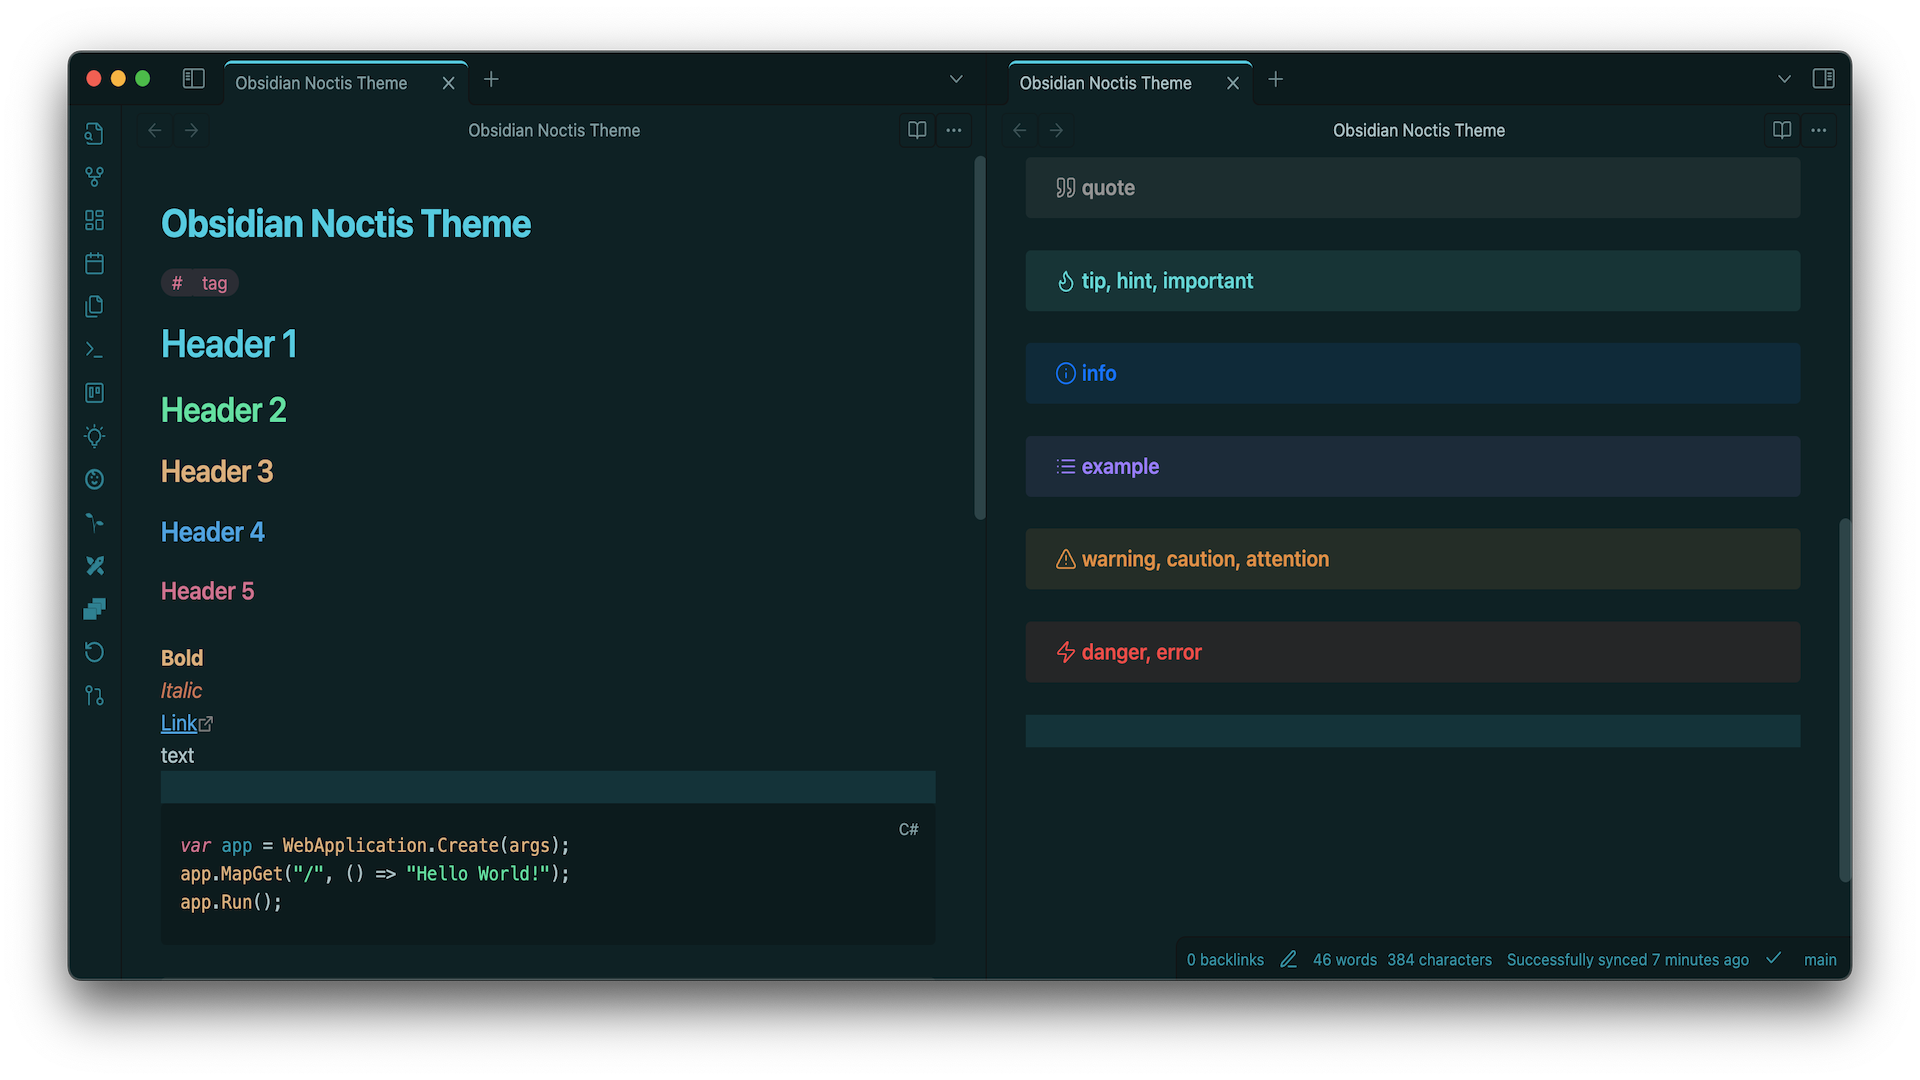 Obsidian Noctis Theme
Obsidian Noctis Theme
Obsidian Noctis Theme
# tag
Header 1
Header 2
Header 3
Header 4
Header 5
Bold
Italic
Link
text
C#
var app = WebApplication.Create(args);
app.MapGet("/", () => "Hello World!");
app.Run();
Obsidian Noctis Theme
Obsidian Noctis Theme
quote
tip, hint, important
info
example
warning, caution, attention
danger, error
0 backlinks 46 words 384 characters Successfully synced 7 minutes ago main